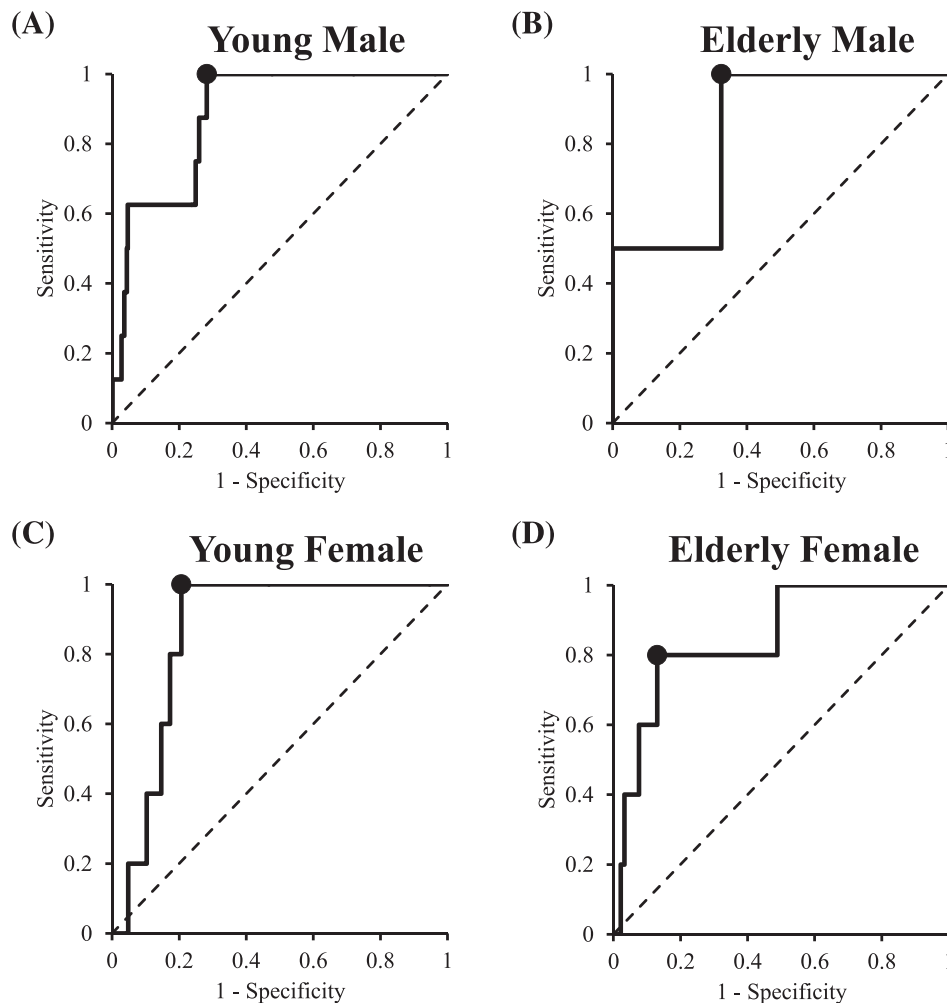 (A)
Young Male
1
0.8
0.6
0.4
0.2
0
Sensitivity
0 0.2 0.4 0.6 0.8 1
1 - Specificity
(B)
Elderly Male
1
0.8
0.6
0.4
0.2
0
Sensitivity
0 0.2 0.4 0.6 0.8 1
1 - Specificity
(C)
Young Female
1
0.8
0.6
0.4
0.2
0
Sensitivity
0 0.2 0.4 0.6 0.8 1
1 - Specificity
(D)
Elderly Female
1
0.8
0.6
0.4
0.2
0
Sensitivity
0 0.2 0.4 0.6 0.8 1
1 - Specificity